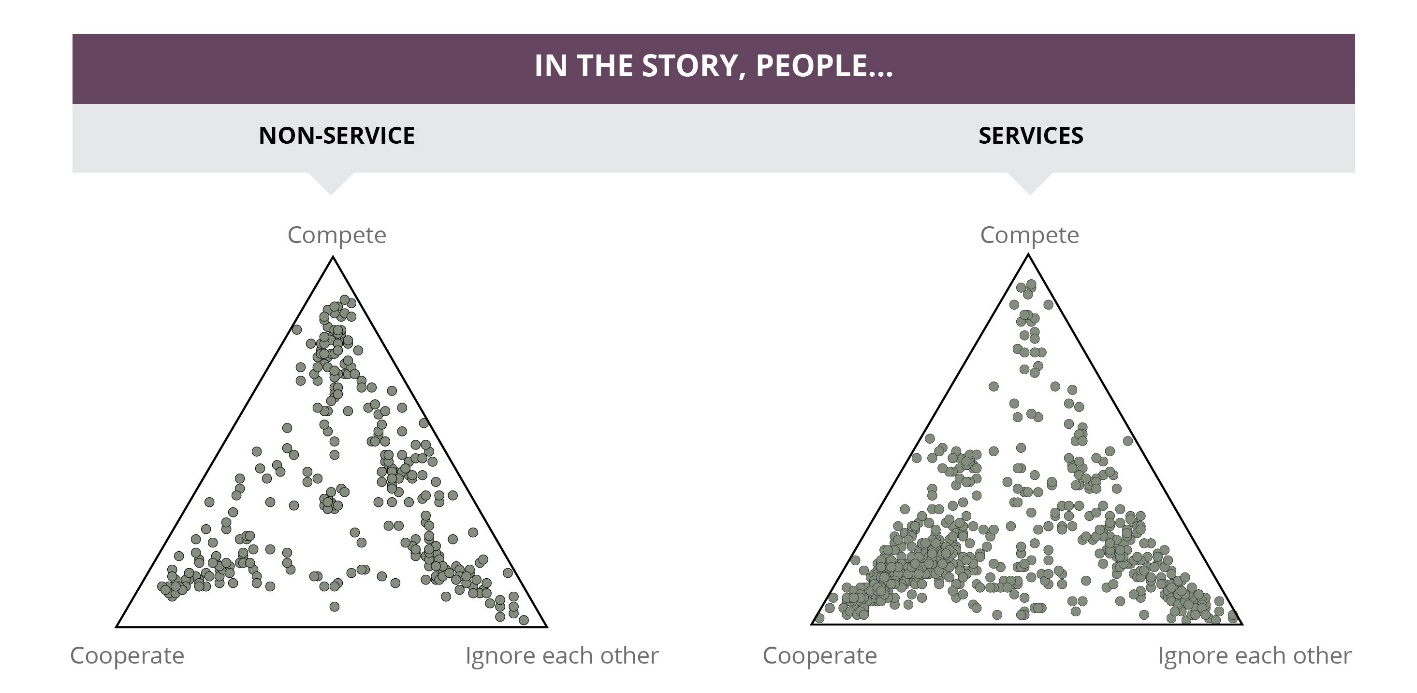 IN THE STORY, PEOPLE...
NON-SERVICE
SERVICES
Compete
Compete
Cooperate
Ignore each other
Cooperate
Ignore each other